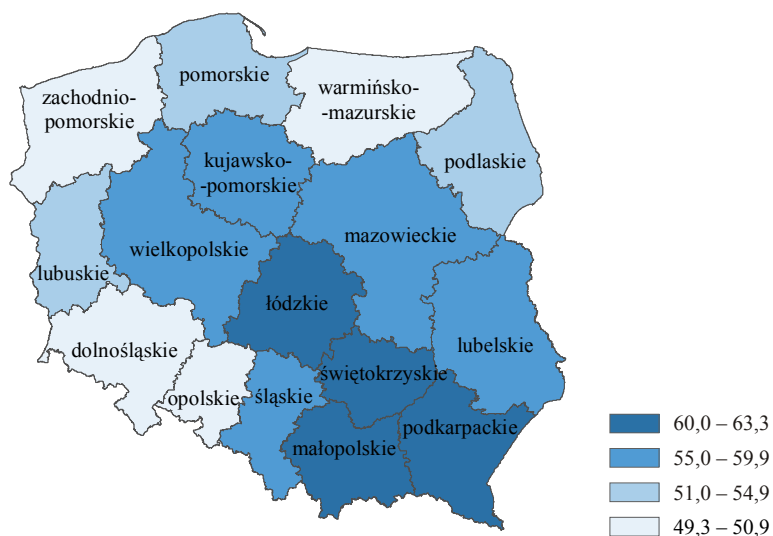 pomorskie
zachodnio-
pomorskie
warmińsko-
-mazurskie
kujawsko-
-pomorskie
podlaskie
wielkopolskie
mazowieckie
lubuskie
łódzkie
dolnośląskie
lubelskie
opolskie
śląskie
świętokrzyskie
małopolskie
podkarpackie
60,0 – 63,3
55,0 – 59,9
51,0 – 54,9
49,3 – 50,9